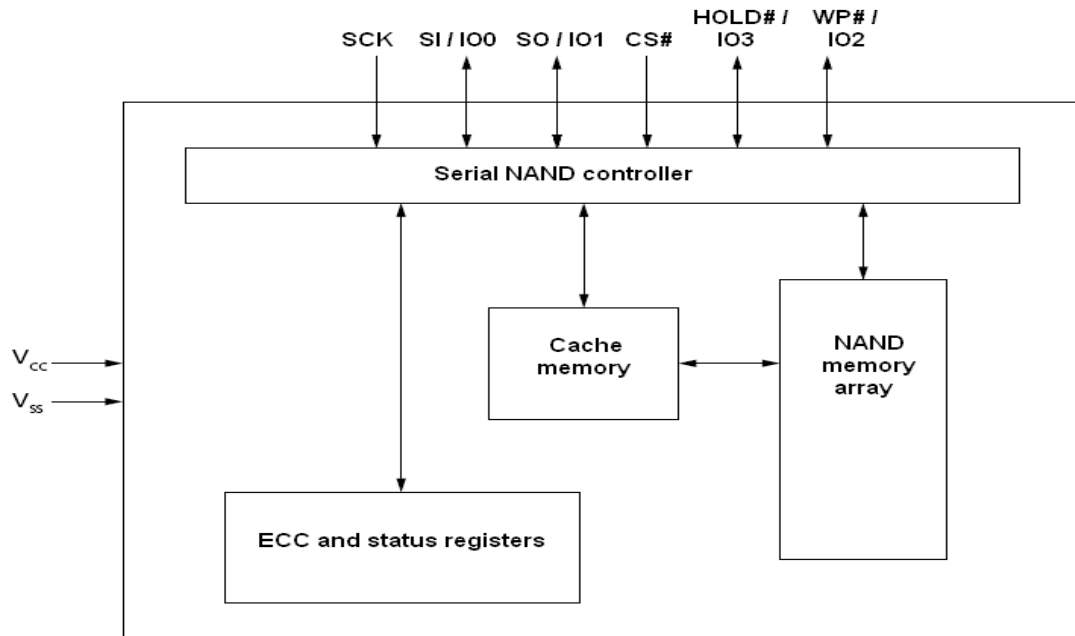 HOLD# / WP# /
SCK SI / IO0 SO / IO1 CS# IO3 IO2
Serial NAND controller
Cache
memory
NAND
memory
array
Vcc
Vss
ECC and status registers